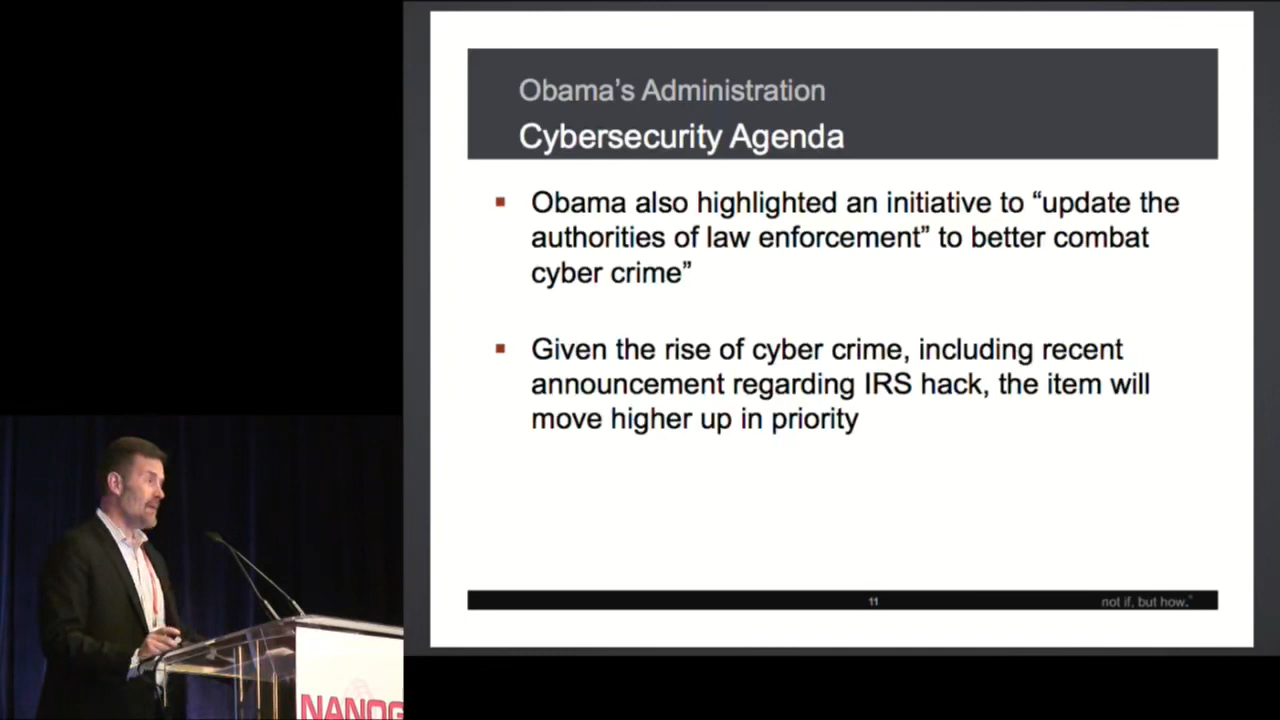 Obama's Administration
Cybersecurity Agenda
▪ Obama also highlighted an initiative to “update the
authorities of law enforcement” to better combat
cyber crime”
▪ Given the rise of cyber crime, including recent
announcement regarding IRS hack, the item will
move higher up in priority
11
not if, but how.
NANOG